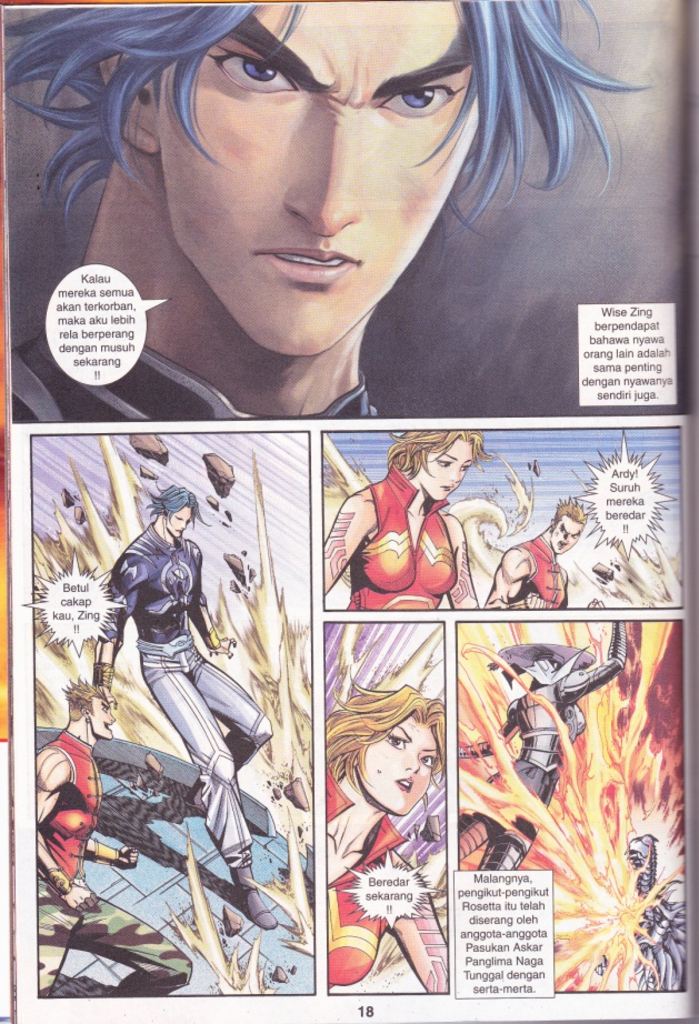 Kalau
mereka semua
akan terkorban,
maka aku lebih
rela berperang
dengan musuh
sekarang
!!
Wise Zing
berpendapat
bahawa nyawa
orang lain adalah
sama penting
dengan nyawanya
sendiri juga.
Betul
cakap
kau, Zing
!!
Ardy!
Suruh
mereka
beredar
!!
Beredar
sekarang
!!
Malangnya,
pengikut-pengikut
Rosetta itu telah
diserang oleh
anggota-anggota
Pasukan Askar
Panglima Naga
Tunggal dengan
serta-merta.
18